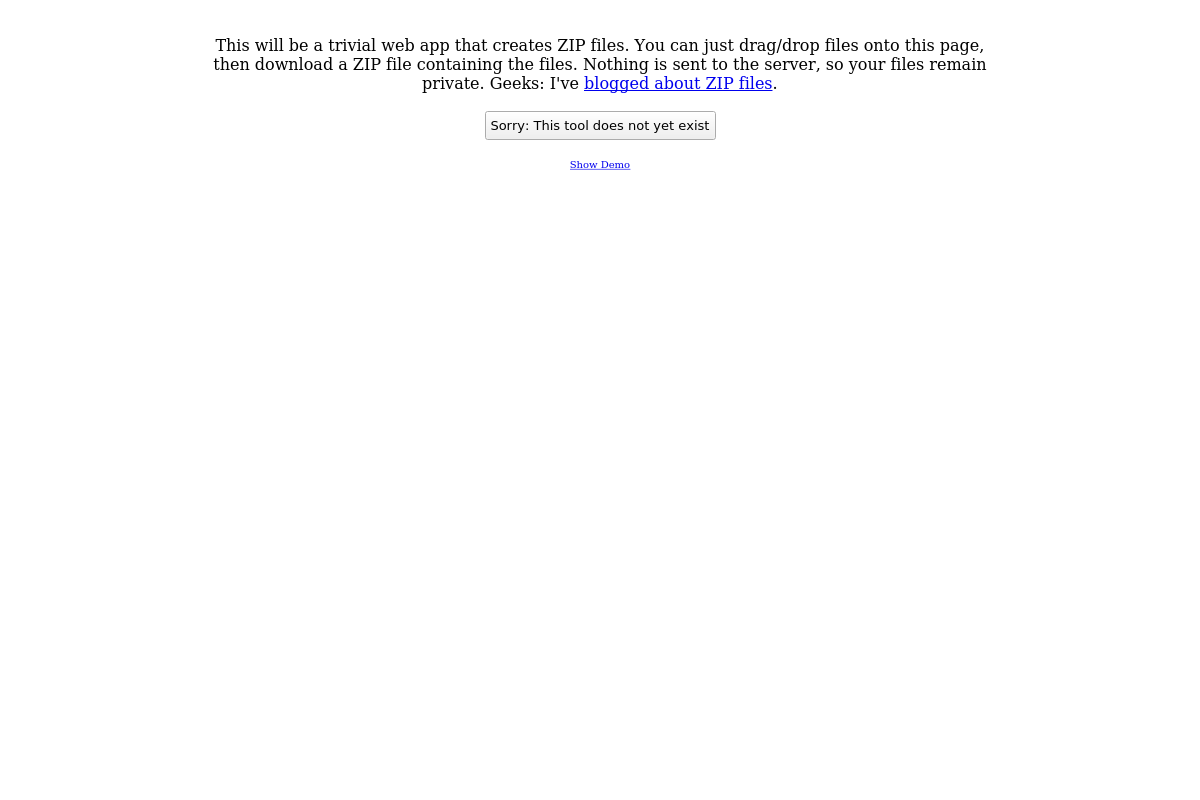 This will be a trivial web app that creates ZIP files. You can just drag/drop files onto this page,
then download a ZIP file containing the files. Nothing is sent to the server, so your files remain
private. Geeks: I've blogged about ZIP files.
Sorry: This tool does not yet exist
Show Demo